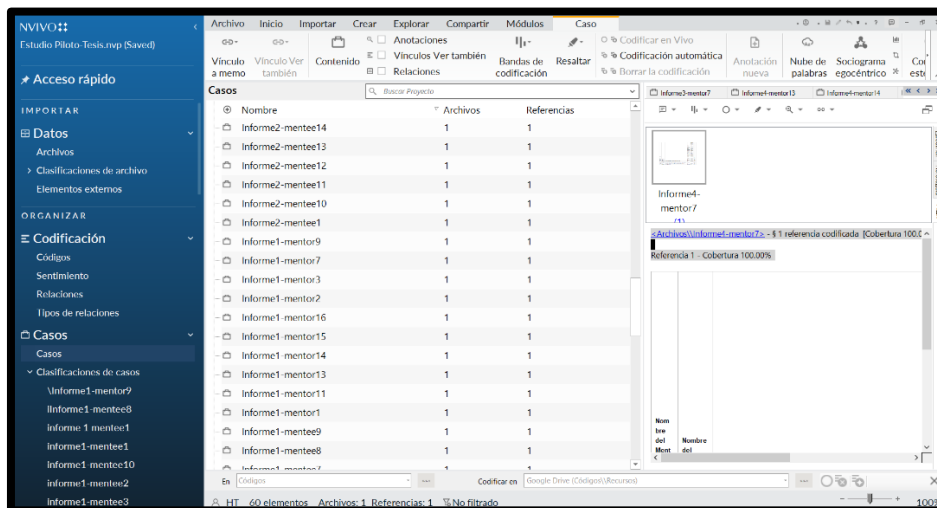 NVIVO
Estudio Piloto-Tesis.nvp (Saved)
Acceso rápido
IMPORTAR
Datos
Archivos
Clasificaciones de archivo
Elementos externos
ORGANIZAR
Codificación
Códigos
Sentimiento
Relaciones
Tipos de relaciones
Casos
Casos
Clasificaciones de casos
\Informe1-mentor9
IInforme1-mentee8
informe 1 mentee1
informe1-mentee1
informe1-mentee10
informe1-mentee2
informe1-mentee3
Archivo Inicio Importar Crear Explorar Compartir Módulos Caso
Vínculo a memo
Vínculo Ver también
Contenido
Anotaciones
Vínculos Ver también
Relaciones
Bandas de codificación
Resaltar
Codificar en Vivo
Codificación automática
Borrar la codificación
Anotación nueva
Nube de palabras
Sociograma egocéntrico
Casos
Buscar Proyecto
Nombre Archivos Referencias
Informe2-mentee14 1 1
Informe2-mentee13 1 1
Informe2-mentee12 1 1
Informe2-mentee11 1 1
Informe2-mentee10 1 1
Informe2-mentee1 1 1
Informe1-mentor9 1 1
Informe1-mentor7 1 1
Informe1-mentor3 1 1
Informe1-mentor2 1 1
Informe1-mentor16 1 1
Informe1-mentor15 1 1
Informe1-mentor14 1 1
Informe1-mentor13 1 1
Informe1-mentor11 1 1
Informe1-mentor1 1 1
Informe1-mentee9 1 1
Informe1-mentee8 1 1
Informe3-mentor7 Informe4-mentor13 Informe4-mentor14
Informe4-mentor7
(1)
<Archivos\\Informe4-mentor7> - § 1 referencia codificada [Cobertura 100.0
Referencia 1 - Cobertura 100.00%
Nom
bre
del Nombre
Ment del
En Códigos Codificar en Google Drive (Códigos\\Recursos)
HT 60 elementos Archivos: 1 Referencias: 1 No filtrado
100%